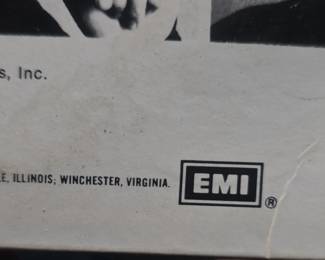 s, Inc.
E, ILLINOIS; WINCHESTER, VIRGINIA.
EMI ®